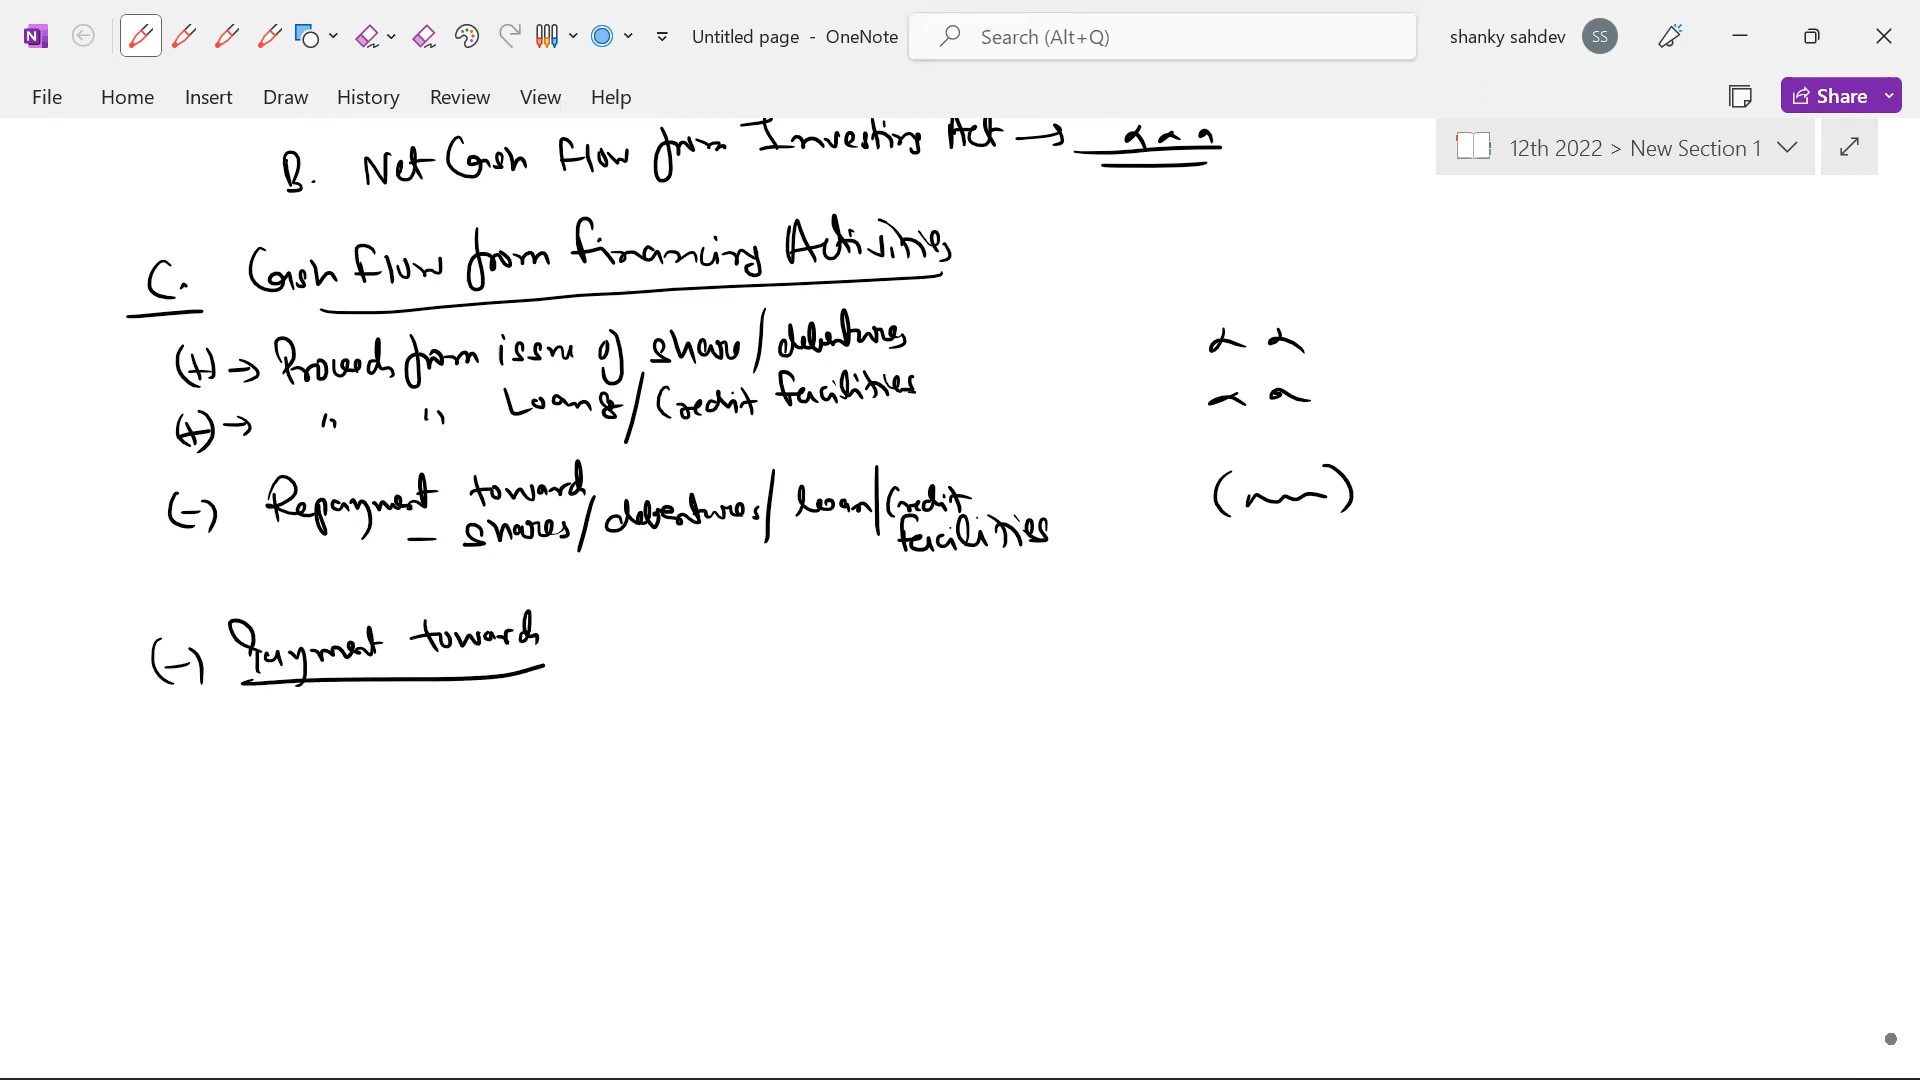 Untitled page - OneNote
Search (Alt+Q)
shanky sahdev
SS
File Home Insert Draw History Review View Help
Share
12th 2022 > New Section 1
B. Net Cash Flow from Investing Act →
C. Cash Flow from Financing Activities
(+) → Proceeds from issue of share/debentures
(+) → " " Loans/Credit facilities
(-) Repayment toward
- shares/debentures/loan/Credit
facilities
(-) Payment towards